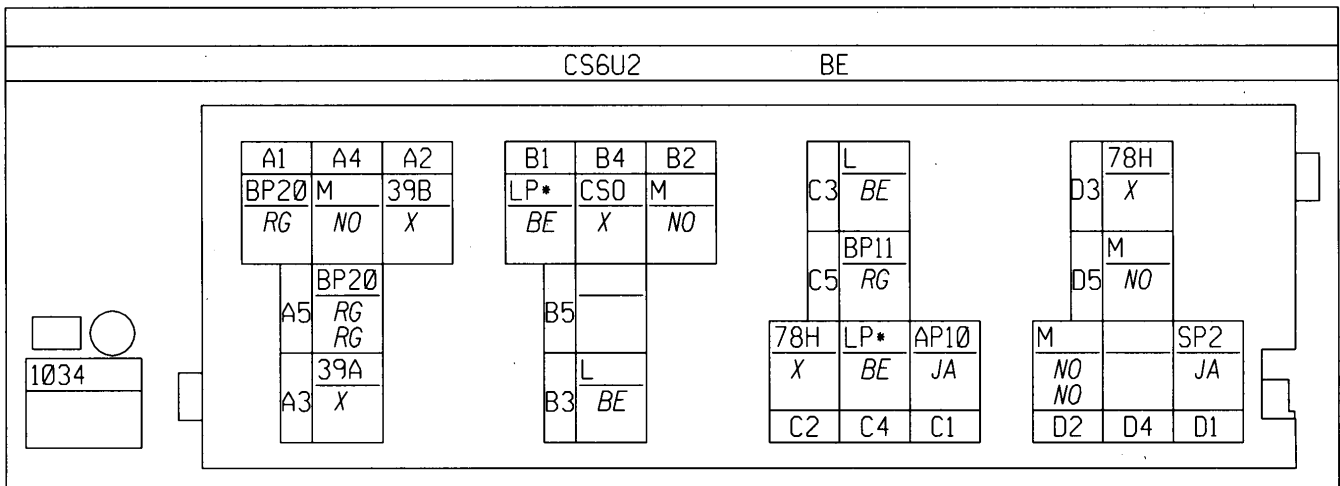 CS6U2 BE
A1 A4 A2
BP20 M 39B
RG NO X
A5 BP20
RG
RG
A3 39A
X
B1 B4 B2
LP* CSO M
BE X NO
B5
B3 L
BE
C3 L
BE
C5 BP11
RG
78H LP* AP10
X BE JA
C2 C4 C1
D3 78H
X
D5 M
NO
M SP2
NO JA
NO
D2 D4 D1
1034